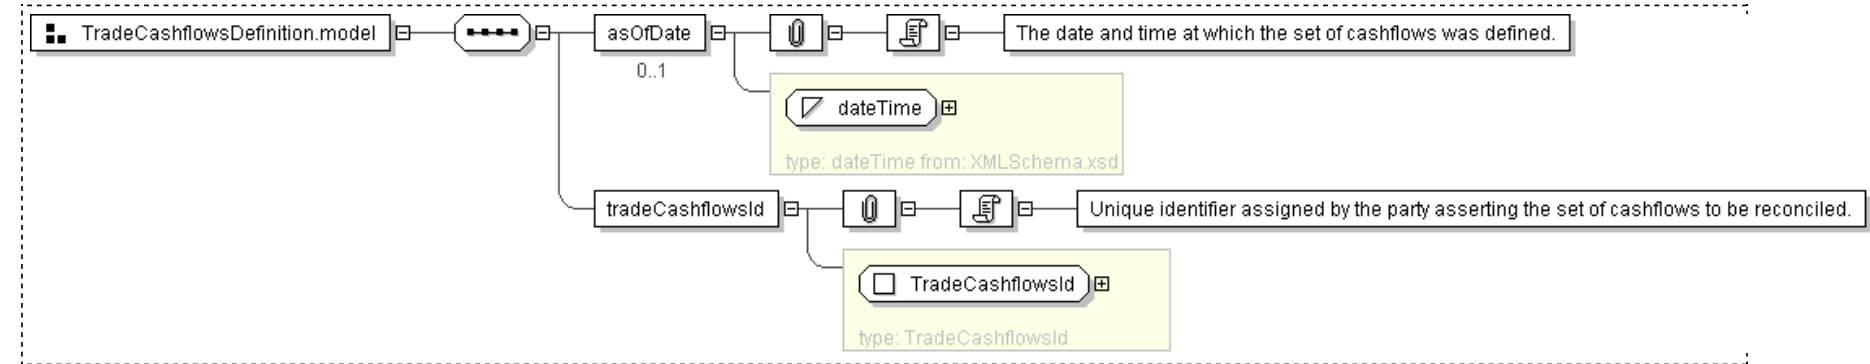 TradeCashflowsDefinition.model
asOfDate
The date and time at which the set of cashflows was defined.
0..1
dateTime
type: dateTime from: XMLSchema.xsd
tradeCashflowsId
Unique identifier assigned by the party asserting the set of cashflows to be reconciled.
TradeCashflowsId
type: TradeCashflowsId